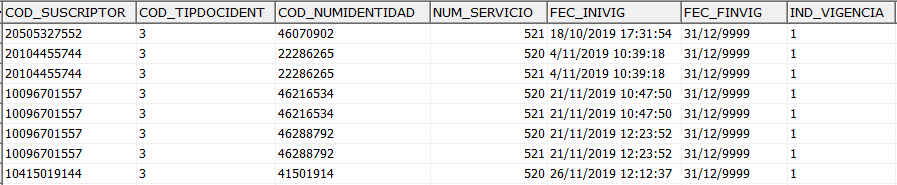 COD_SUSCRIPTOR COD_TIPDOCIDENT COD_NUMIDENTIDAD NUM_SERVICIO FEC_INIVIG FEC_FINVIG IND_VIGENCIA
20505327552 3 46070902 521 18/10/2019 17:31:54 31/12/9999 1
20104455744 3 22286265 520 4/11/2019 10:39:18 31/12/9999 1
20104455744 3 22286265 521 4/11/2019 10:39:18 31/12/9999 1
10096701557 3 46216534 520 21/11/2019 10:47:50 31/12/9999 1
10096701557 3 46216534 521 21/11/2019 10:47:50 31/12/9999 1
10096701557 3 46288792 520 21/11/2019 12:23:52 31/12/9999 1
10096701557 3 46288792 521 21/11/2019 12:23:52 31/12/9999 1
10415019144 3 41501914 520 26/11/2019 12:12:37 31/12/9999 1